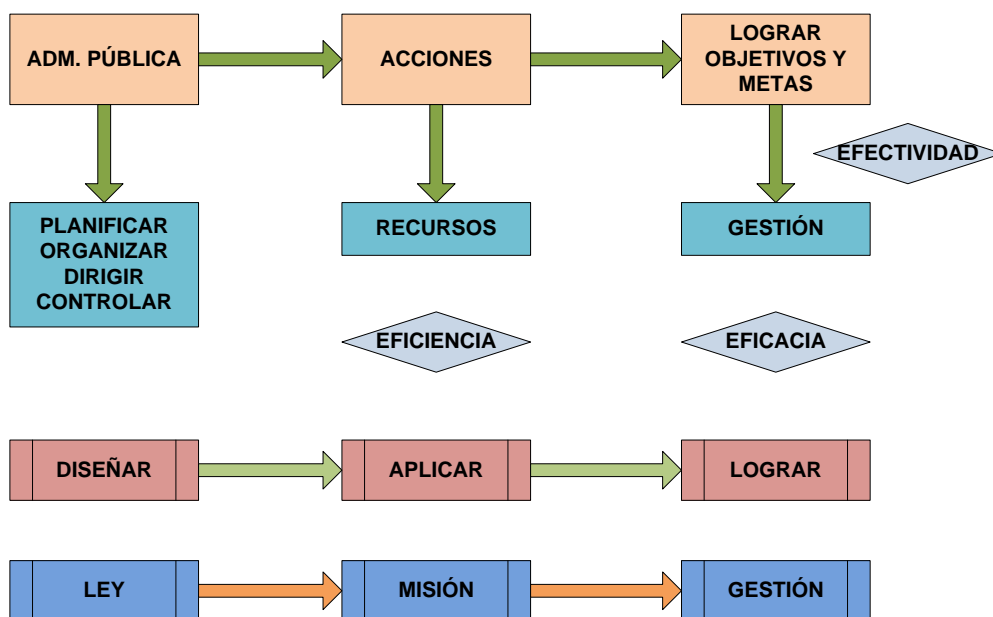 ADM. PÚBLICA
ACCIONES
LOGRAR
OBJETIVOS Y
METAS
EFECTIVIDAD
PLANIFICAR
ORGANIZAR
DIRIGIR
CONTROLAR
RECURSOS
GESTIÓN
EFICIENCIA
EFICACIA
DISEÑAR
APLICAR
LOGRAR
LEY
MISIÓN
GESTIÓN